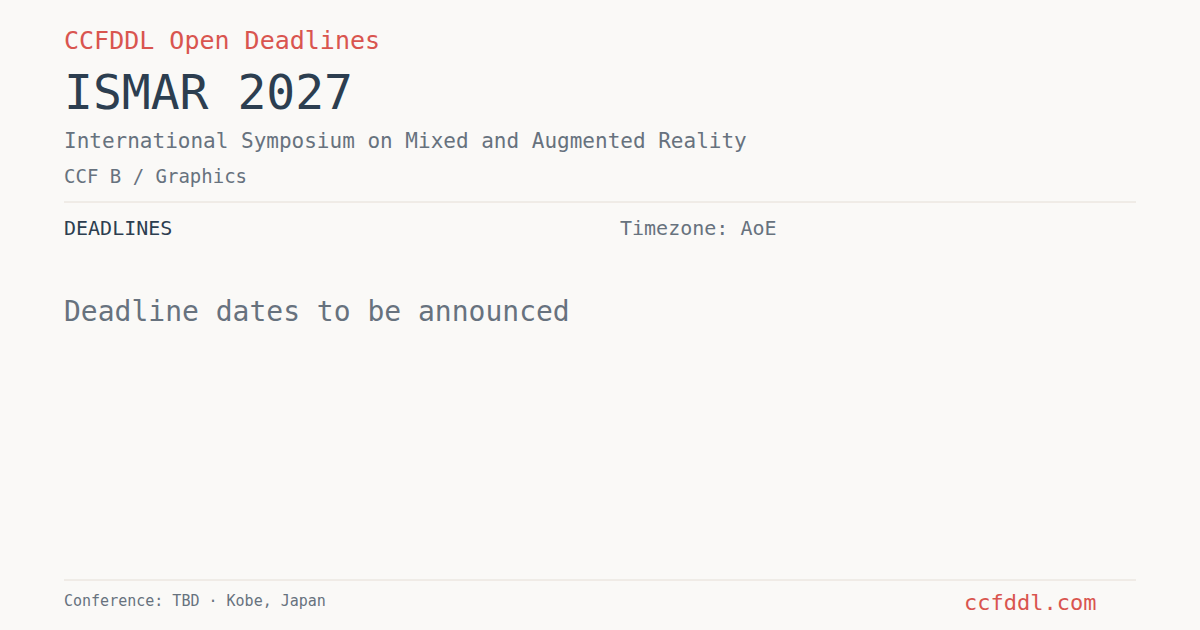 CCFDDL Open Deadlines
ISMAR 2027
International Symposium on Mixed and Augmented Reality
CCF B / Graphics
DEADLINES
Timezone: AoE
Deadline dates to be announced
Conference: TBD · Kobe, Japan
ccfddl.com